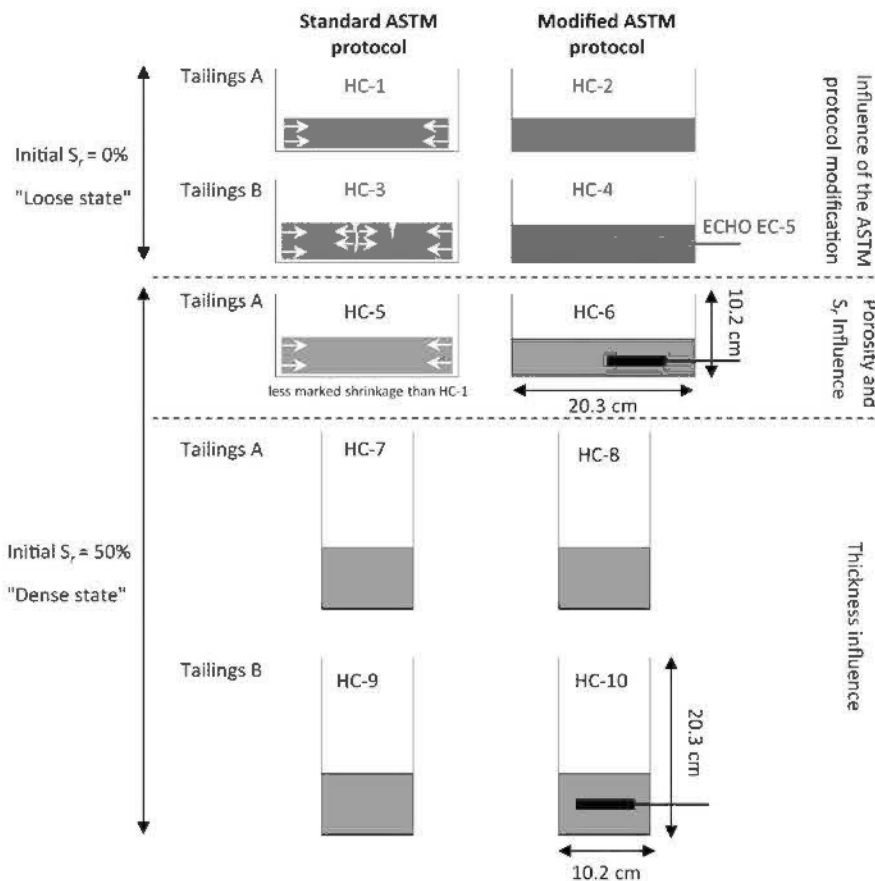 Standard ASTM
protocol
Modified ASTM
protocol
Tailings A
HC-1
HC-2
Initial Sr = 0%
"Loose state"
Tailings B
HC-3
HC-4
ECHO EC-5
Influence of the ASTM
protocol modification
Tailings A
HC-5
HC-6
less marked shrinkage than HC-1
20.3 cm
10.2 cm
Porosity and
Sr Influence
Tailings A
HC-7
HC-8
Initial Sr = 50%
"Dense state"
Tailings B
HC-9
HC-10
20.3 cm
10.2 cm
Thickness influence